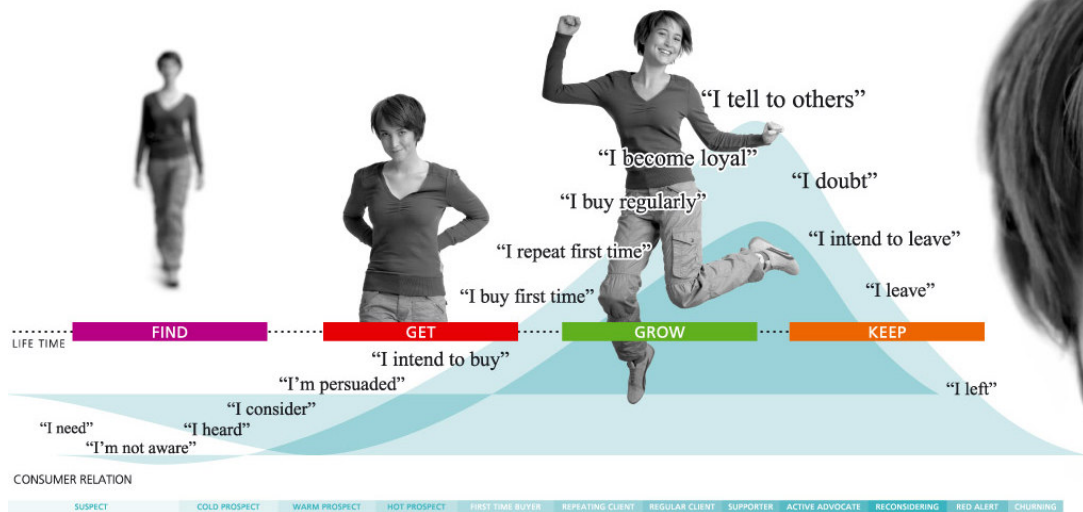 “I tell to others”
“I become loyal”
“I doubt”
“I buy regularly”
“I repeat first time”
“I intend to leave”
“I buy first time”
“I leave”
LIFE TIME
FIND
GET
GROW
KEEP
“I intend to buy”
“I’m persuaded”
“I left”
“I consider”
“I need”
“I heard”
“I’m not aware”
CONSUMER RELATION
SUSPECT
COLD PROSPECT
WARM PROSPECT
HOT PROSPECT
FIRST TIME BUYER
REPEATING CLIENT
REGULAR CLIENT
SUPPORTER
ACTIVE ADVOCATE
RECONSIDERING
RED ALERT
CHURNING